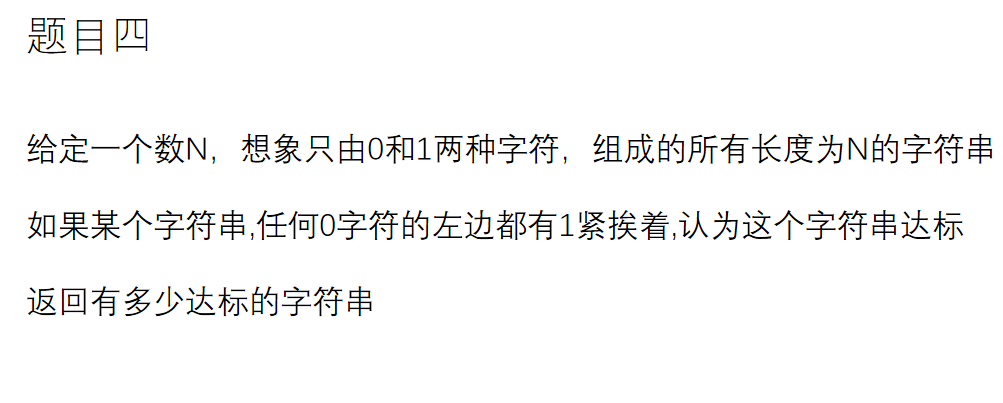 题目四
给定一个数N，想象只由0和1两种字符，组成的所有长度为N的字符串
如果某个字符串,任何0字符的左边都有1紧挨着,认为这个字符串达标
返回有多少达标的字符串